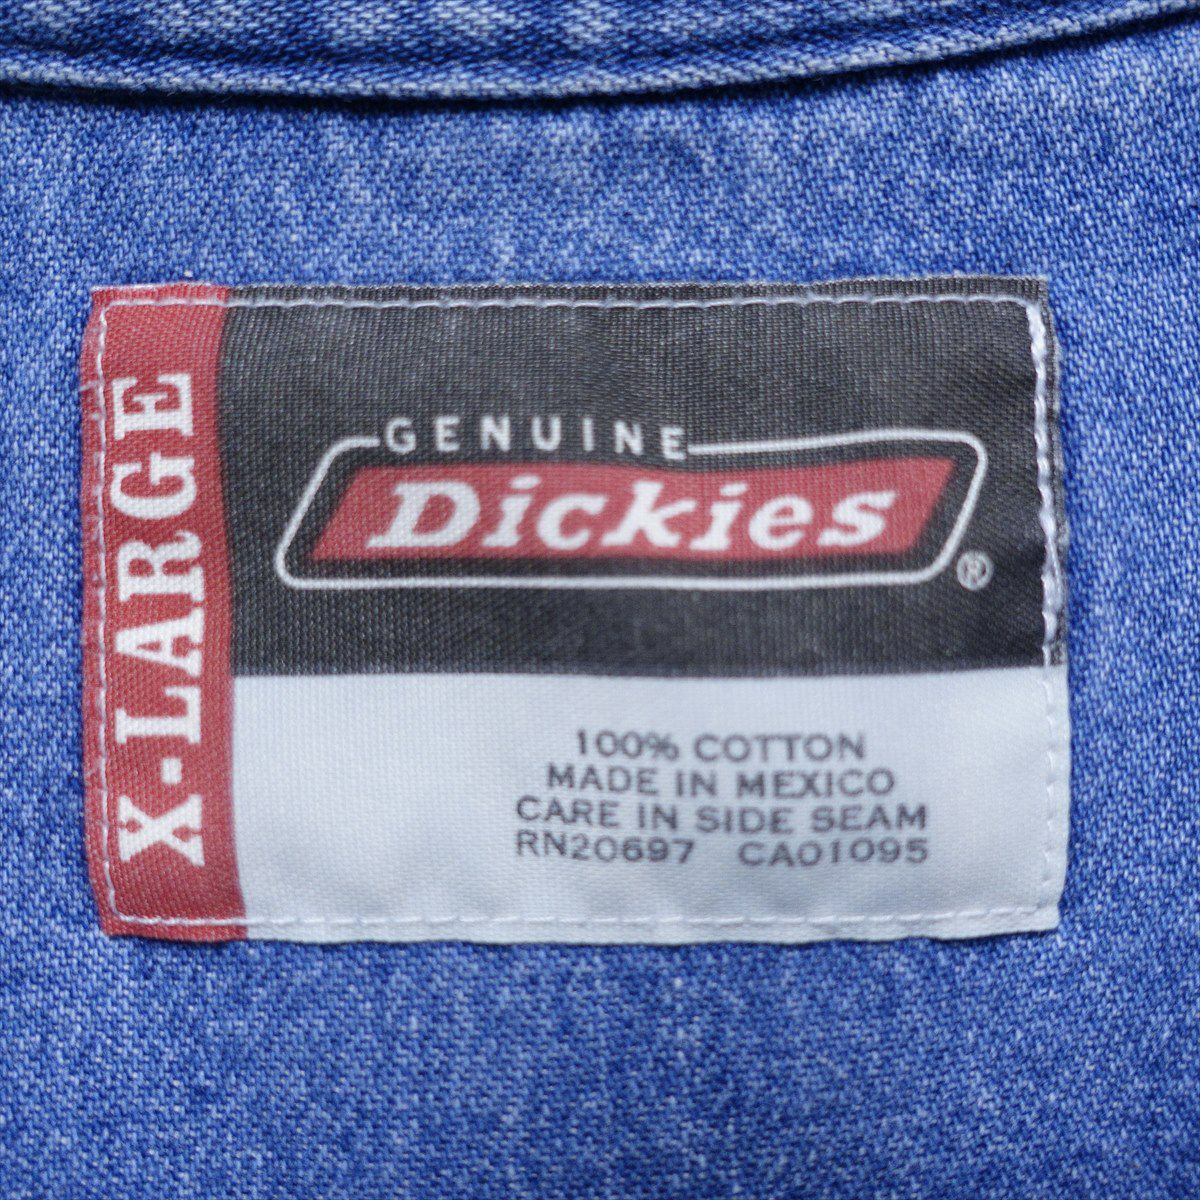 X-LARGE
GENUINE
Dickies
®
100% COTTON
MADE IN MEXICO
CARE IN SIDE SEAM
RN20697 CA01095